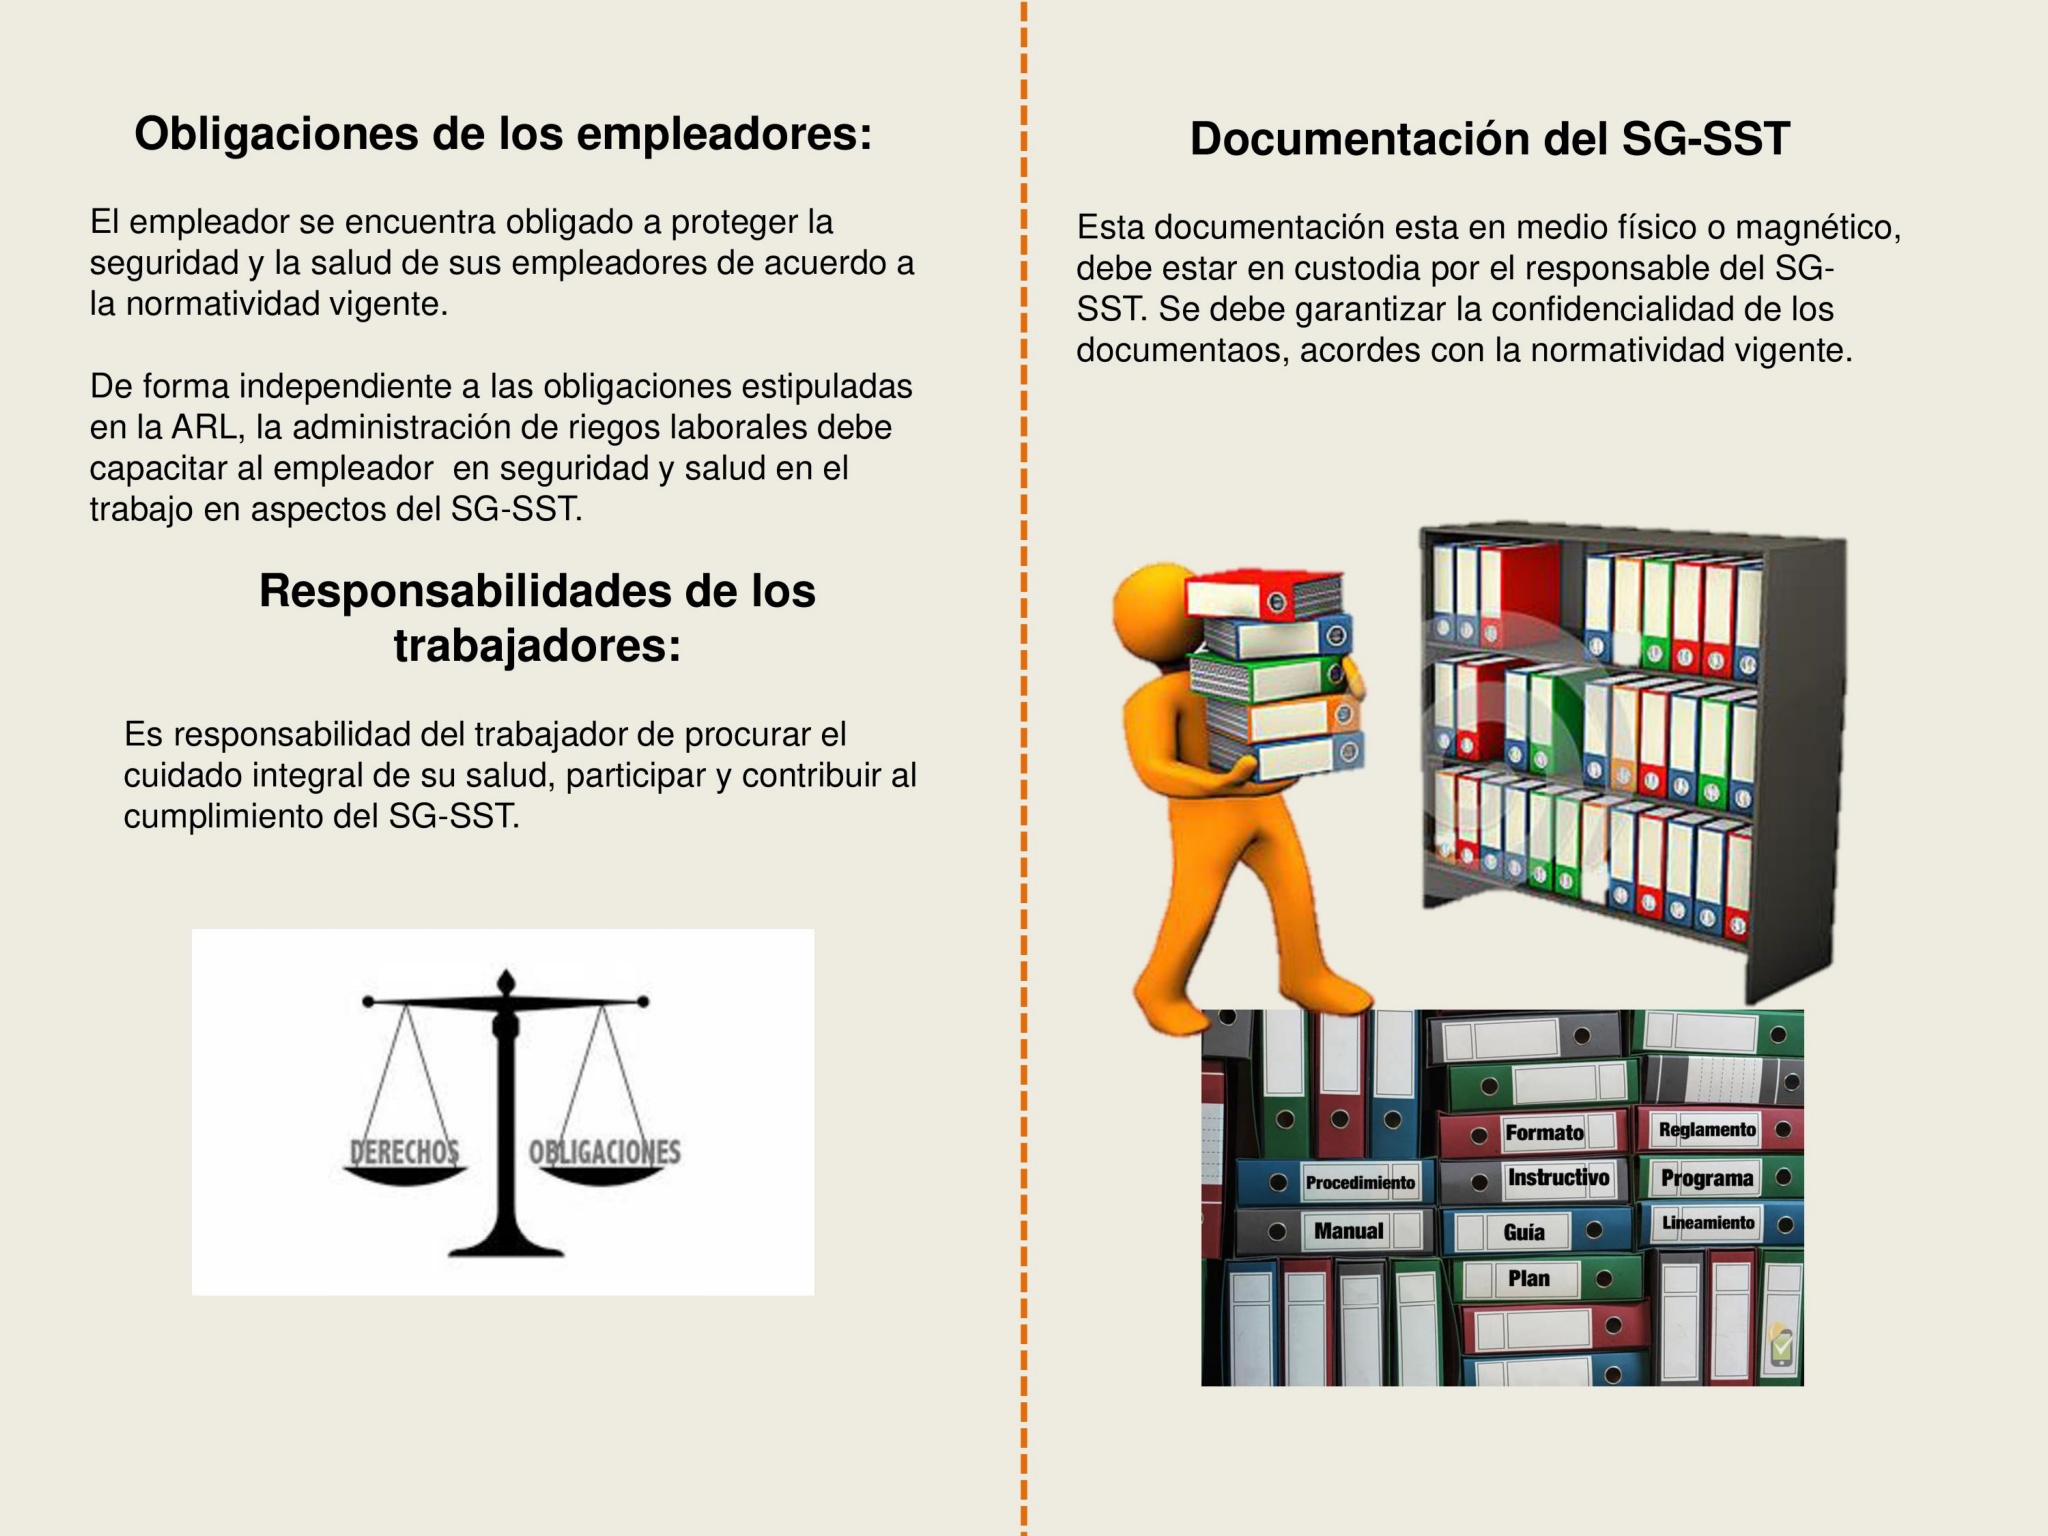 Obligaciones de los empleadores:
El empleador se encuentra obligado a proteger la
seguridad y la salud de sus empleadores de acuerdo a
la normatividad vigente.
De forma independiente a las obligaciones estipuladas
en la ARL, la administración de riegos laborales debe
capacitar al empleador  en seguridad y salud en el
trabajo en aspectos del SG-SST.
Responsabilidades de los
trabajadores:
Es responsabilidad del trabajador de procurar el
cuidado integral de su salud, participar y contribuir al
cumplimiento del SG-SST.
DERECHOS
OBLIGACIONES
Documentación del SG-SST
Esta documentación esta en medio físico o magnético,
debe estar en custodia por el responsable del SG-
SST. Se debe garantizar la confidencialidad de los
documentaos, acordes con la normatividad vigente.
Procedimiento
Manual
Formato
Instructivo
Guía
Plan
Reglamento
Programa
Lineamiento